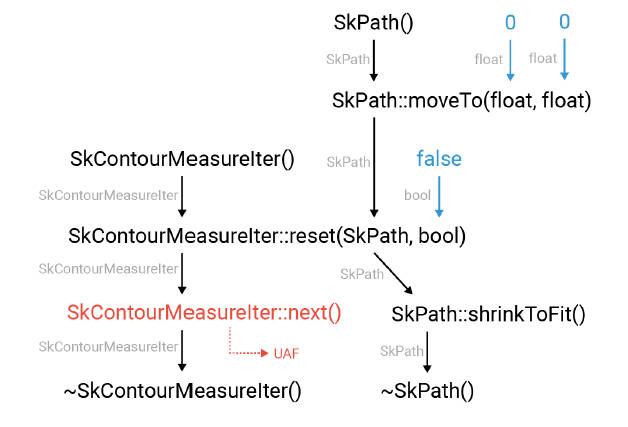 SkPath()
0
0
SkPath
float
float
SkPath::moveTo(float, float)
SkContourMeasureIter()
SkPath
false
SkContourMeasureIter
bool
SkContourMeasureIter::reset(SkPath, bool)
SkContourMeasureIter
SkPath
SkContourMeasureIter::next()
SkPath::shrinkToFit()
SkContourMeasureIter
UAF
SkPath
~SkContourMeasureIter()
~SkPath()